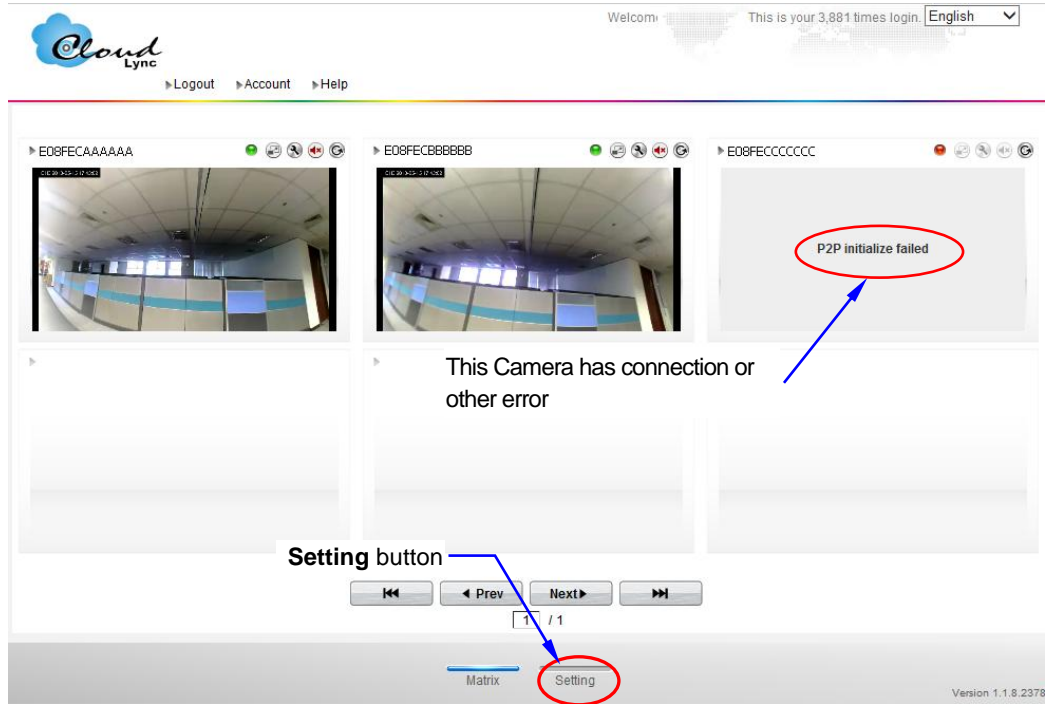 Cloud
Lync
Welcom
This is your 3,881 times login.
English
Logout
Account
Help
E08FECAAAAAA
E08FECBBBBBB
E08FECCCCCCC
P2P initialize failed
This Camera has connection or
other error
Setting button
Prev
Next
1 / 1
Matrix
Setting
Version 1.1.8.2378